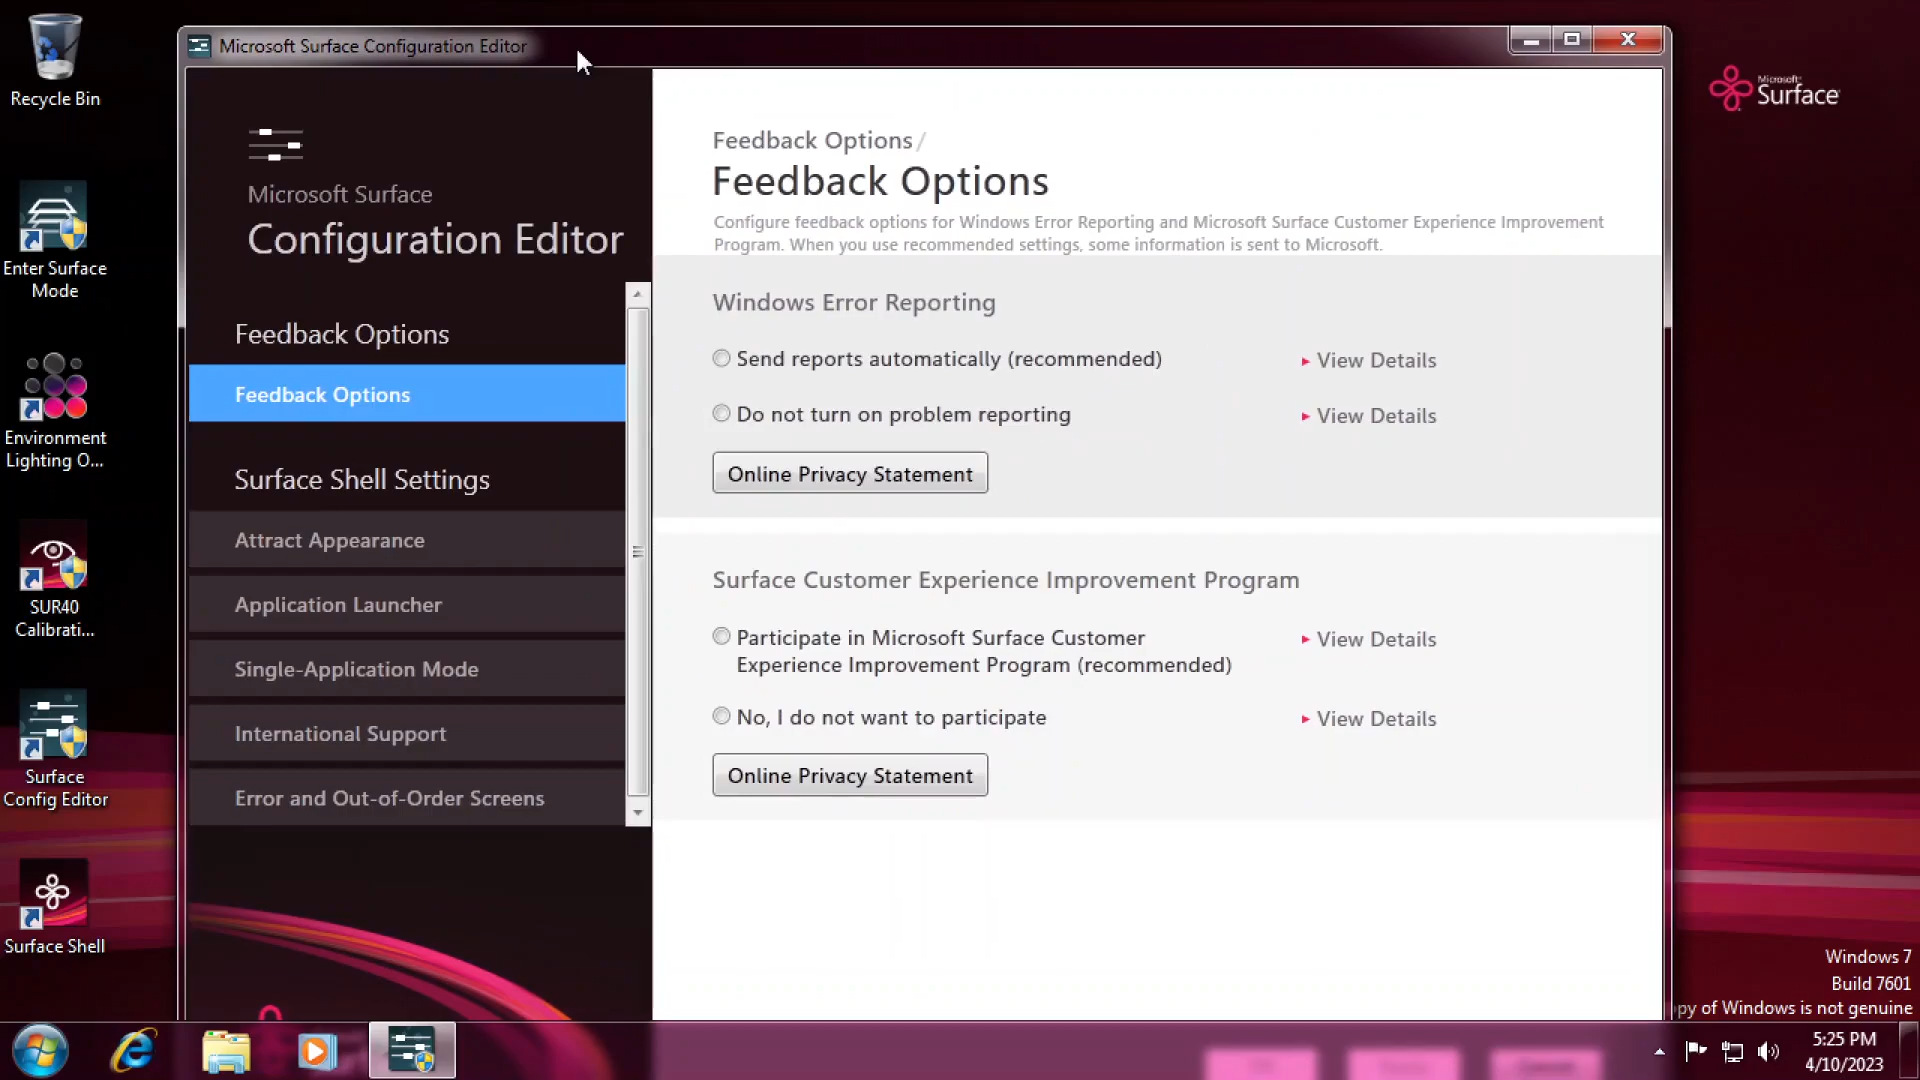 Recycle Bin
Enter Surface
Mode
Environment
Lighting O...
SUR40
Calibrati...
Surface
Config Editor
Surface Shell
Microsoft Surface Configuration Editor
Microsoft Surface
Configuration Editor
Feedback Options
Feedback Options
Surface Shell Settings
Attract Appearance
Application Launcher
Single-Application Mode
International Support
Error and Out-of-Order Screens
Feedback Options /
Feedback Options
Configure feedback options for Windows Error Reporting and Microsoft Surface Customer Experience Improvement
Program. When you use recommended settings, some information is sent to Microsoft.
Windows Error Reporting
Send reports automatically (recommended)
View Details
Do not turn on problem reporting
View Details
Online Privacy Statement
Surface Customer Experience Improvement Program
Participate in Microsoft Surface Customer
Experience Improvement Program (recommended)
View Details
No, I do not want to participate
View Details
Online Privacy Statement
Microsoft
Surface
Windows 7
Build 7601
opy of Windows is not genuine
5:25 PM
4/10/2023